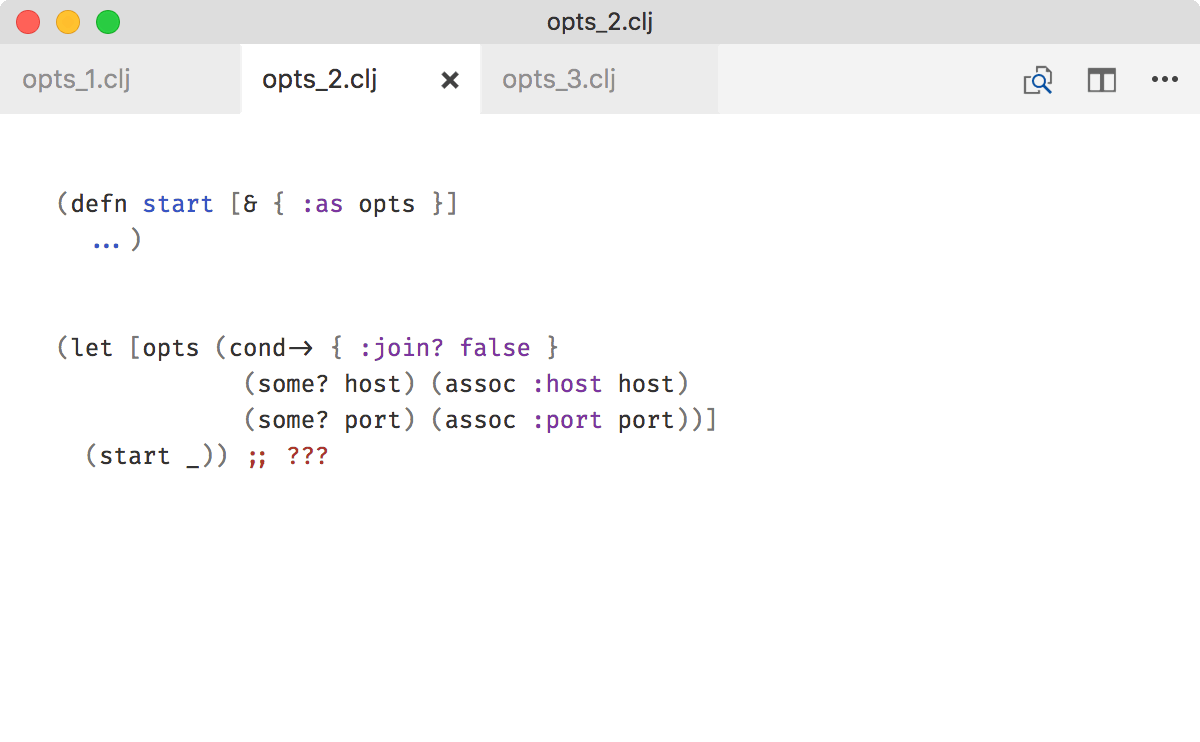 opts_2.clj
opts_1.clj opts_2.clj opts_3.clj
(defn start [& { :as opts }]
... )
(let [opts (cond-> { :join? false }
(some? host) (assoc :host host)
(some? port) (assoc :port port))]
(start _)) ;; ???